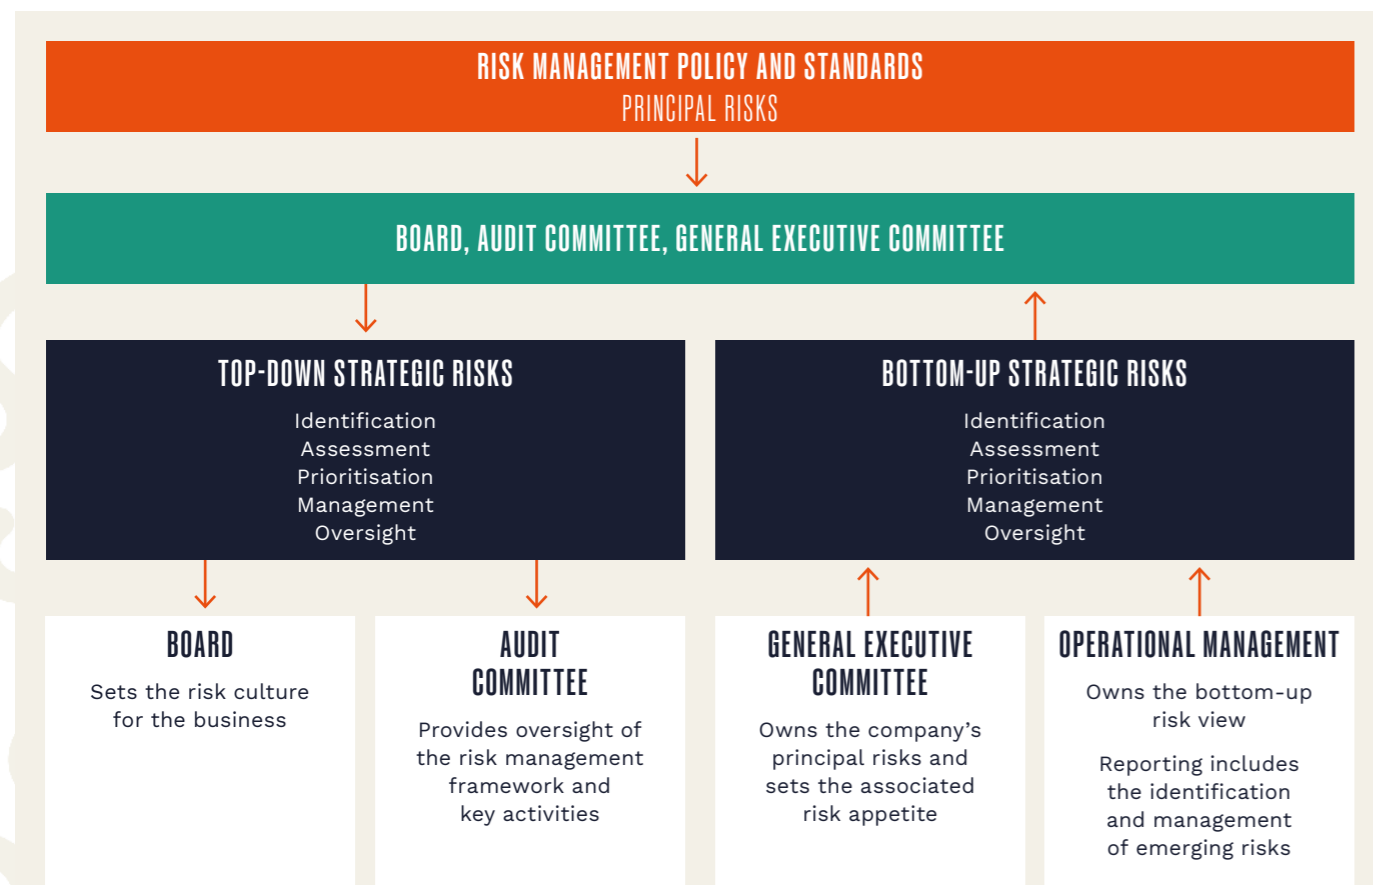 RISK MANAGEMENT POLICY AND STANDARDS
PRINCIPAL RISKS
BOARD, AUDIT COMMITTEE, GENERAL EXECUTIVE COMMITTEE
TOP-DOWN STRATEGIC RISKS
Identification
Assessment
Prioritisation
Management
Oversight
BOTTOM-UP STRATEGIC RISKS
Identification
Assessment
Prioritisation
Management
Oversight
BOARD
Sets the risk culture
for the business
AUDIT
COMMITTEE
Provides oversight of
the risk management
framework and
key activities
GENERAL EXECUTIVE
COMMITTEE
Owns the company’s
principal risks and
sets the associated
risk appetite
OPERATIONAL MANAGEMENT
Owns the bottom-up
risk view
Reporting includes
the identification
and management
of emerging risks